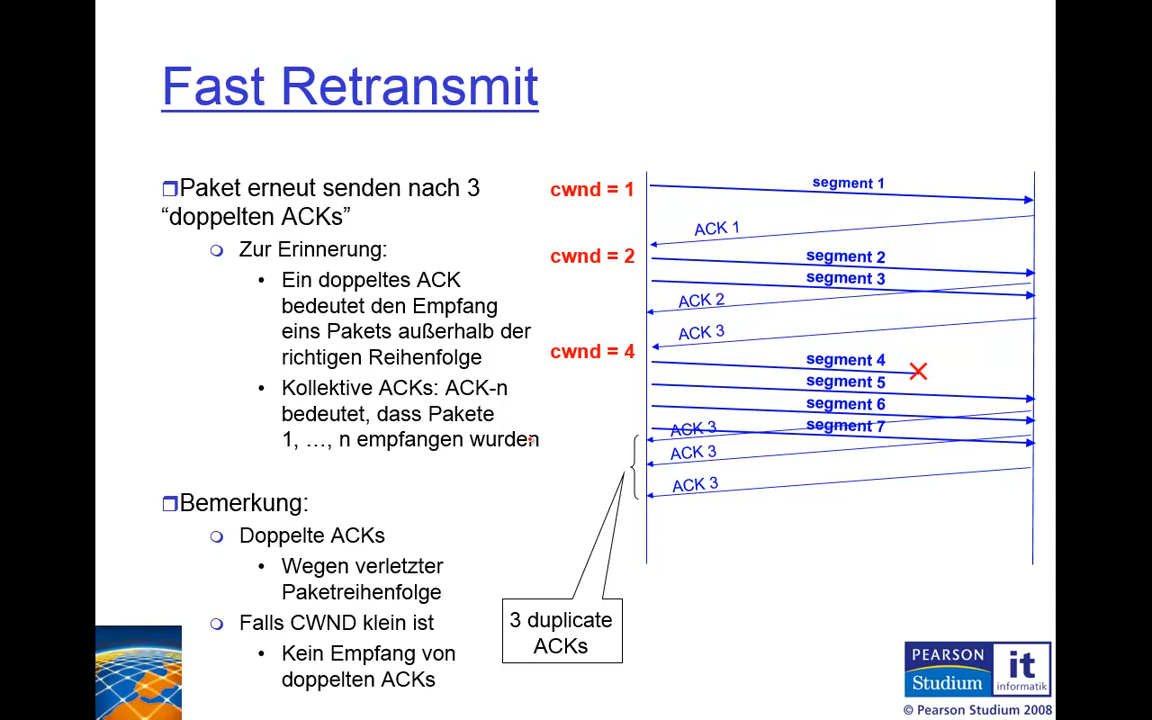 Fast Retransmit
Paket erneut senden nach 3
“doppelten ACKs”
Zur Erinnerung:
Ein doppeltes ACK
bedeutet den Empfang
eins Pakets außerhalb der
richtigen Reihenfolge
Kollektive ACKs: ACK-n
bedeutet, dass Pakete
1, …, n empfangen wurden
Bemerkung:
Doppelte ACKs
Wegen verletzter
Paketreihenfolge
Falls CWND klein ist
Kein Empfang von
doppelten ACKs
cwnd = 1
segment 1
ACK 1
cwnd = 2
segment 2
segment 3
ACK 2
ACK 3
cwnd = 4
segment 4
segment 5
segment 6
segment 7
ACK 3
ACK 3
ACK 3
3 duplicate
ACKs
PEARSON
Studium
it
informatik
© Pearson Studium 2008